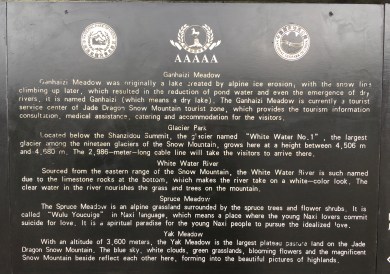 AAAAA
Ganhaizi Meadow
Ganhaizi Meadow was originally a lake created by alpine ice erosion, with the snow line
climbing up later, which resulted in the reduction of pond water and even the emergence of dry
rivers, it is named Ganhaizi (which means a dry lake). The Ganhaizi Meadow is currently a tourist
service center of Jade Dragon Snow Mountain tourist zone, which provides the tourism information
consultation, medical assistance, catering and accommodation for the visitors.
Glacier Park
Located below the Shanzidou Summit, the glacier named "White Water No.1", the largest
glacier among the nineteen glaciers of the Snow Mountain, grows here at a height between 4,506 m
and 4,680 m. The 2,986-meter-long cable line will take the visitors to arrive there.
White Water River
Sourced from the eastern range of the Snow Mountain, the White Water River is such named
due to the limestone rocks at the bottom, which makes the river take on a white-color look. The
clear water in the river nourishes the grass and trees on the mountain.
Spruce Meadow
The Spruce Meadow is an alpine grassland surrounded by the spruce trees and flower shrubs. It is
called "Wulu Youcuige" in Naxi language, which means a place where the young Naxi lovers commit
suicide for love. It is a spiritual paradise for the young Naxi people to pursue the idealized love.
Yak Meadow
With an altitude of 3,600 meters, the Yak Meadow is the largest plateau pasture land on the Jade
Dragon Snow Mountain. The blue sky, white clouds, green grasslands, blooming flowers and the magnificent
Snow Mountain beside reflect each other here, forming into the beautiful pictures of highlands.